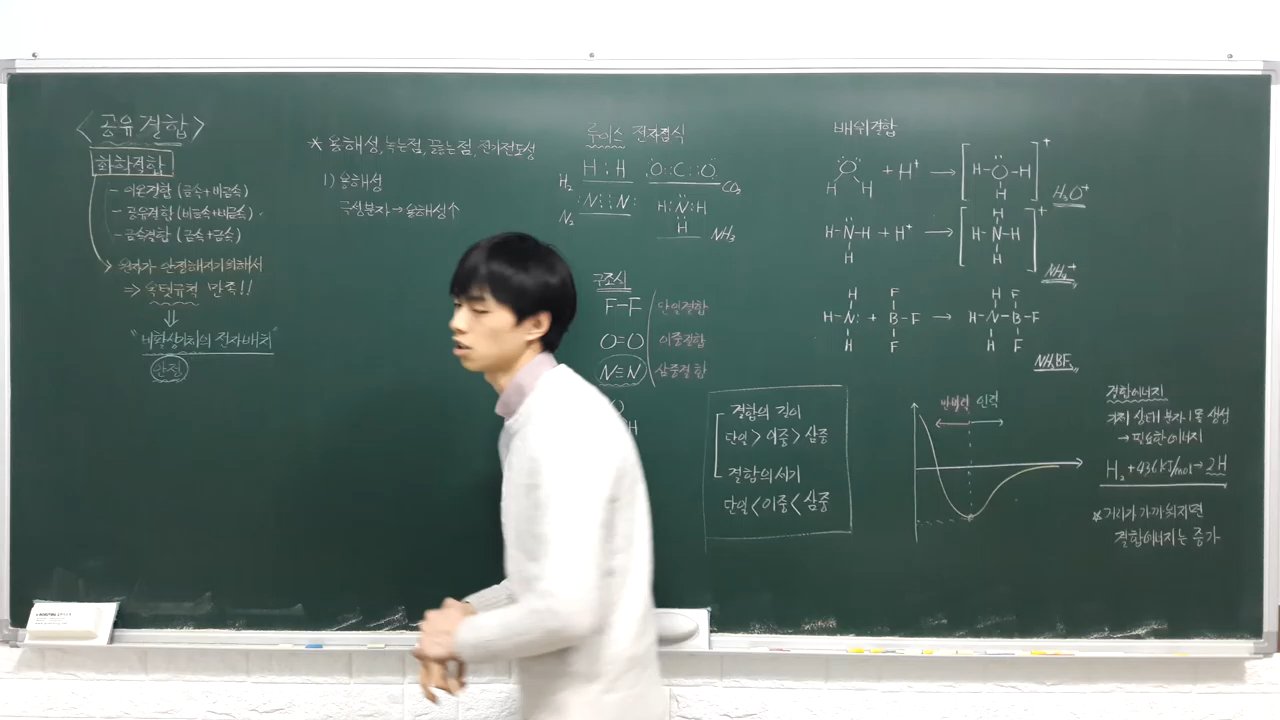 <공유결합>
화학결합
- 이온결합 (금속+비금속)
- 공유결합 (비금속+비금속)
- 금속결합 (금속+금속)
원자가 안정해지기위해서
⇒ 옥텟규칙 만족!!
⇓
"비활성기체의 전자배치"
안정
* 용해성, 녹는점, 끓는점, 전기전도성
1) 용해성
극성분자→용해성↑
루이스 전자점식
H:H
:O::C::O:
H₂
CO₂
:N:::N:
H:N:H
H
N₂
NH₃
구조식
F-F 단일결합
O=O 이중결합
N≡N 삼중결합
H
결합의 길이
단일 > 이중 > 삼중
결합의 세기
단일 < 이중 < 삼중
배위결합
O
H H
+ H⁺ → [H-O-H]⁺
H
H₃O⁺
H-N-H + H⁺ → [H-N-H]⁺
H
H
H
NH₄⁺
H F
H-N: + B-F → H-N-B-F
H F
H F
H F
NH₃BF₃
반발력 인력
결합에너지
기체 상태 분자 1몰 생성
→ 필요한 에너지
H₂ + 436kJ/mol → 2H
☆거리가 가까워지면
결합에너지는 증가